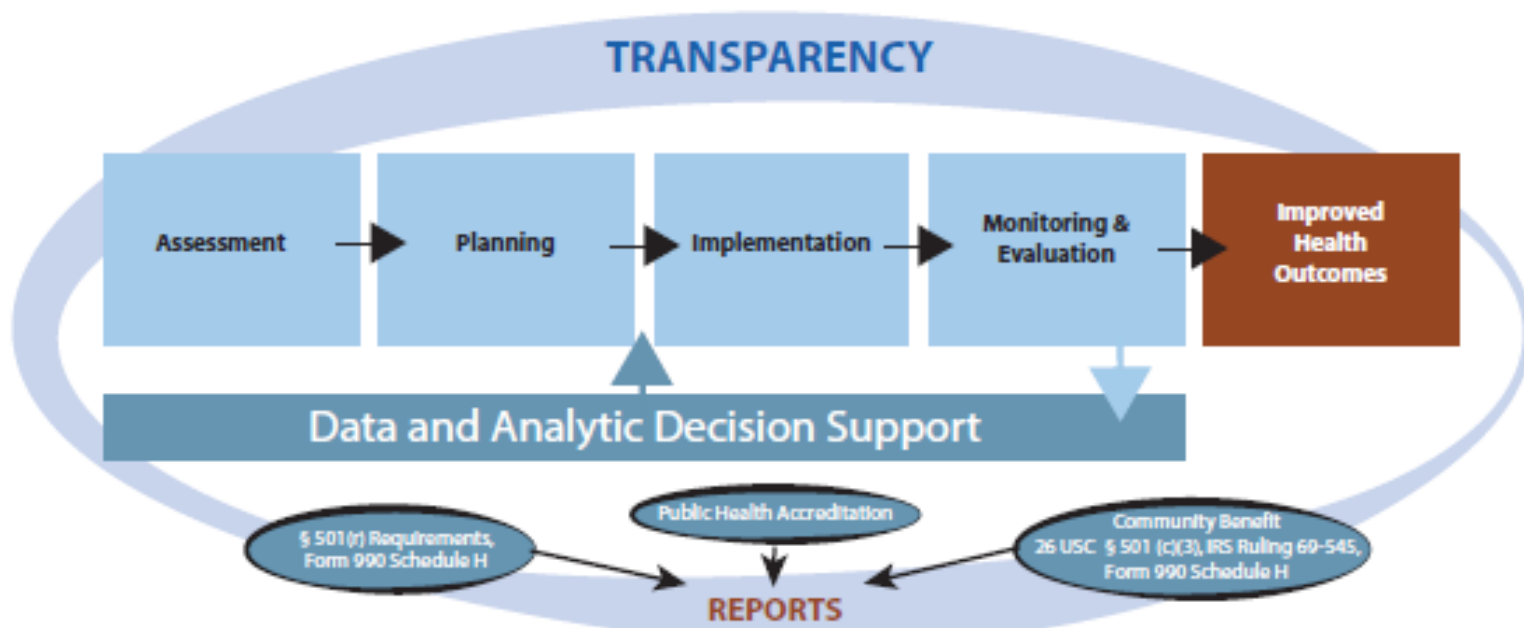 TRANSPARENCY
Assessment
Planning
Implementation
Monitoring &
Evaluation
Improved
Health
Outcomes
Data and Analytic Decision Support
§ 501(r) Requirements,
Form 990 Schedule H
Public Health Accreditation
Community Benefit
26 USC § 501 (c)(3), IRS Ruling 69-545,
Form 990 Schedule H
REPORTS